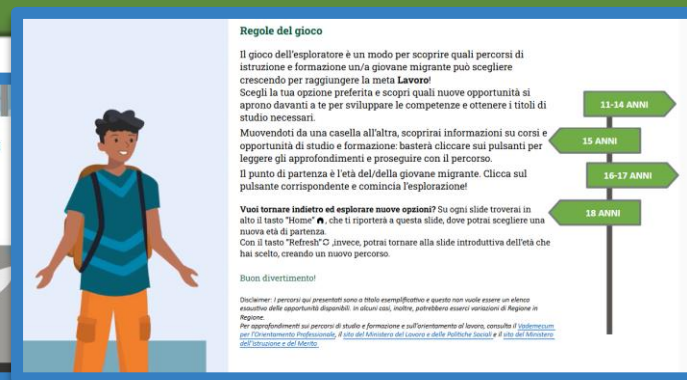 Regole del gioco
Il gioco dell'esploratore è un modo per scoprire quali percorsi di
istruzione e formazione un/a giovane migrante può scegliere
crescendo per raggiungere la meta Lavoro!
Scegli la tua opzione preferita e scopri quali nuove opportunità si
aprono davanti a te per sviluppare le competenze e ottenere i titoli di
studio necessari.
Muovendoti da una casella all'altra, scoprirai informazioni su corsi e
opportunità di studio e formazione: basterà cliccare sui pulsanti per
leggere gli approfondimenti e proseguire con il percorso.
Il punto di partenza è l'età del/della giovane migrante. Clicca sul
pulsante corrispondente e comincia l'esplorazione!
Vuoi tornare indietro ed esplorare nuove opzioni? Su ogni slide troverai in
alto il tasto "Home" , che ti riporterà a questa slide, dove potrai scegliere una
nuova età di partenza.
Con il tasto "Refresh" ,invece, potrai tornare alla slide introduttiva dell'età che
hai scelto, creando un nuovo percorso.
Buon divertimento!
Disclaimer: I percorsi qui presentati sono a titolo esemplificativo e questo non vuole essere un elenco
esaustivo delle opportunità disponibili. In alcuni casi, inoltre, potrebbero esserci variazioni di Regione in
Regione.
Per approfondimenti sui percorsi di studio e formazione e sull'orientamento al lavoro, consulta il Vademecum
per l'Orientamento Professionale, il sito del Ministero del Lavoro e delle Politiche Sociali e il sito del Ministero
dell'Istruzione e del Merito
11-14 ANNI
15 ANNI
16-17 ANNI
18 ANNI